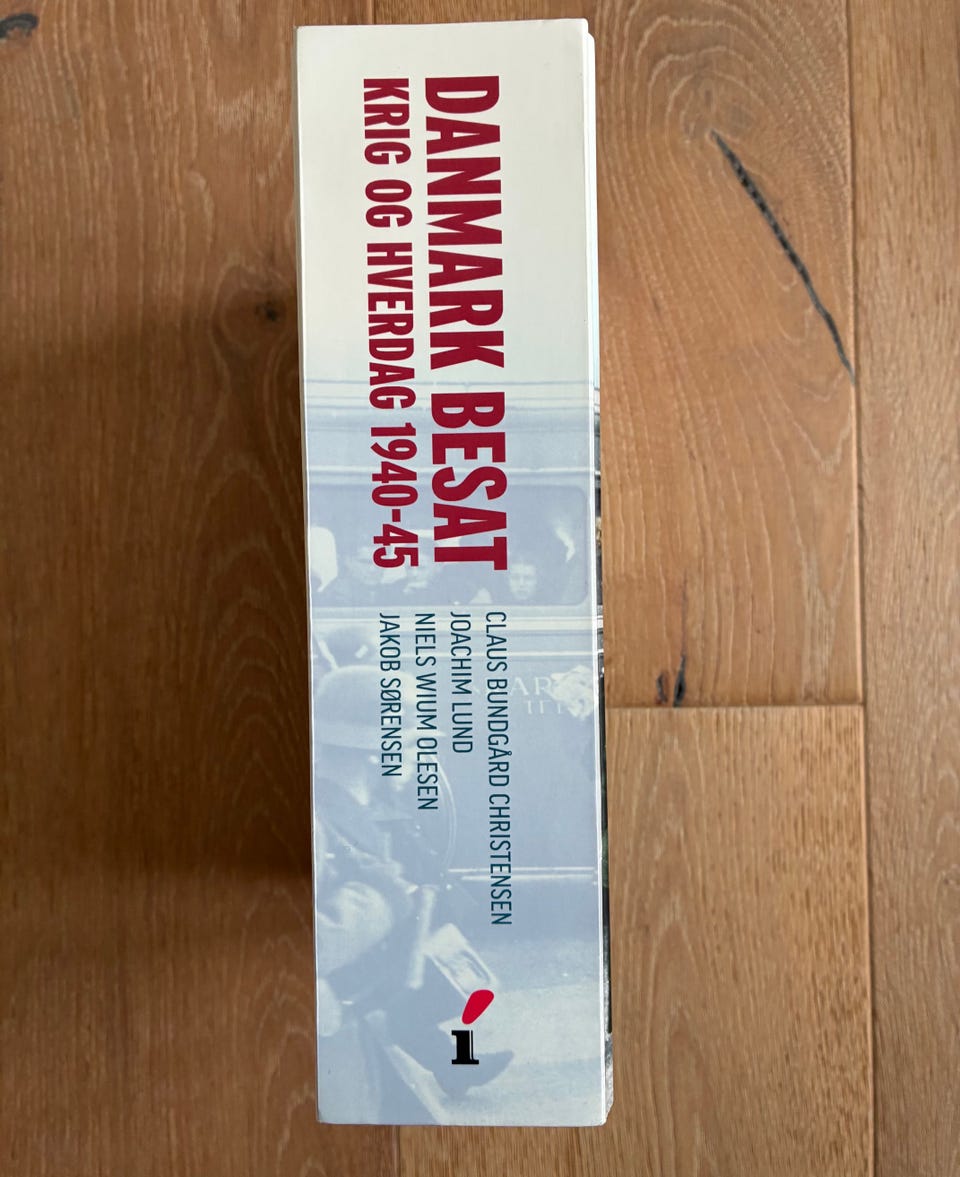 DANMARK BESAT
KRIG OG HVERDAG 1940-45
CLAUS BUNDGÅRD CHRISTENSEN
JOACHIM LUND
NIELS WIUM OLESEN
JAKOB SØRENSEN
i